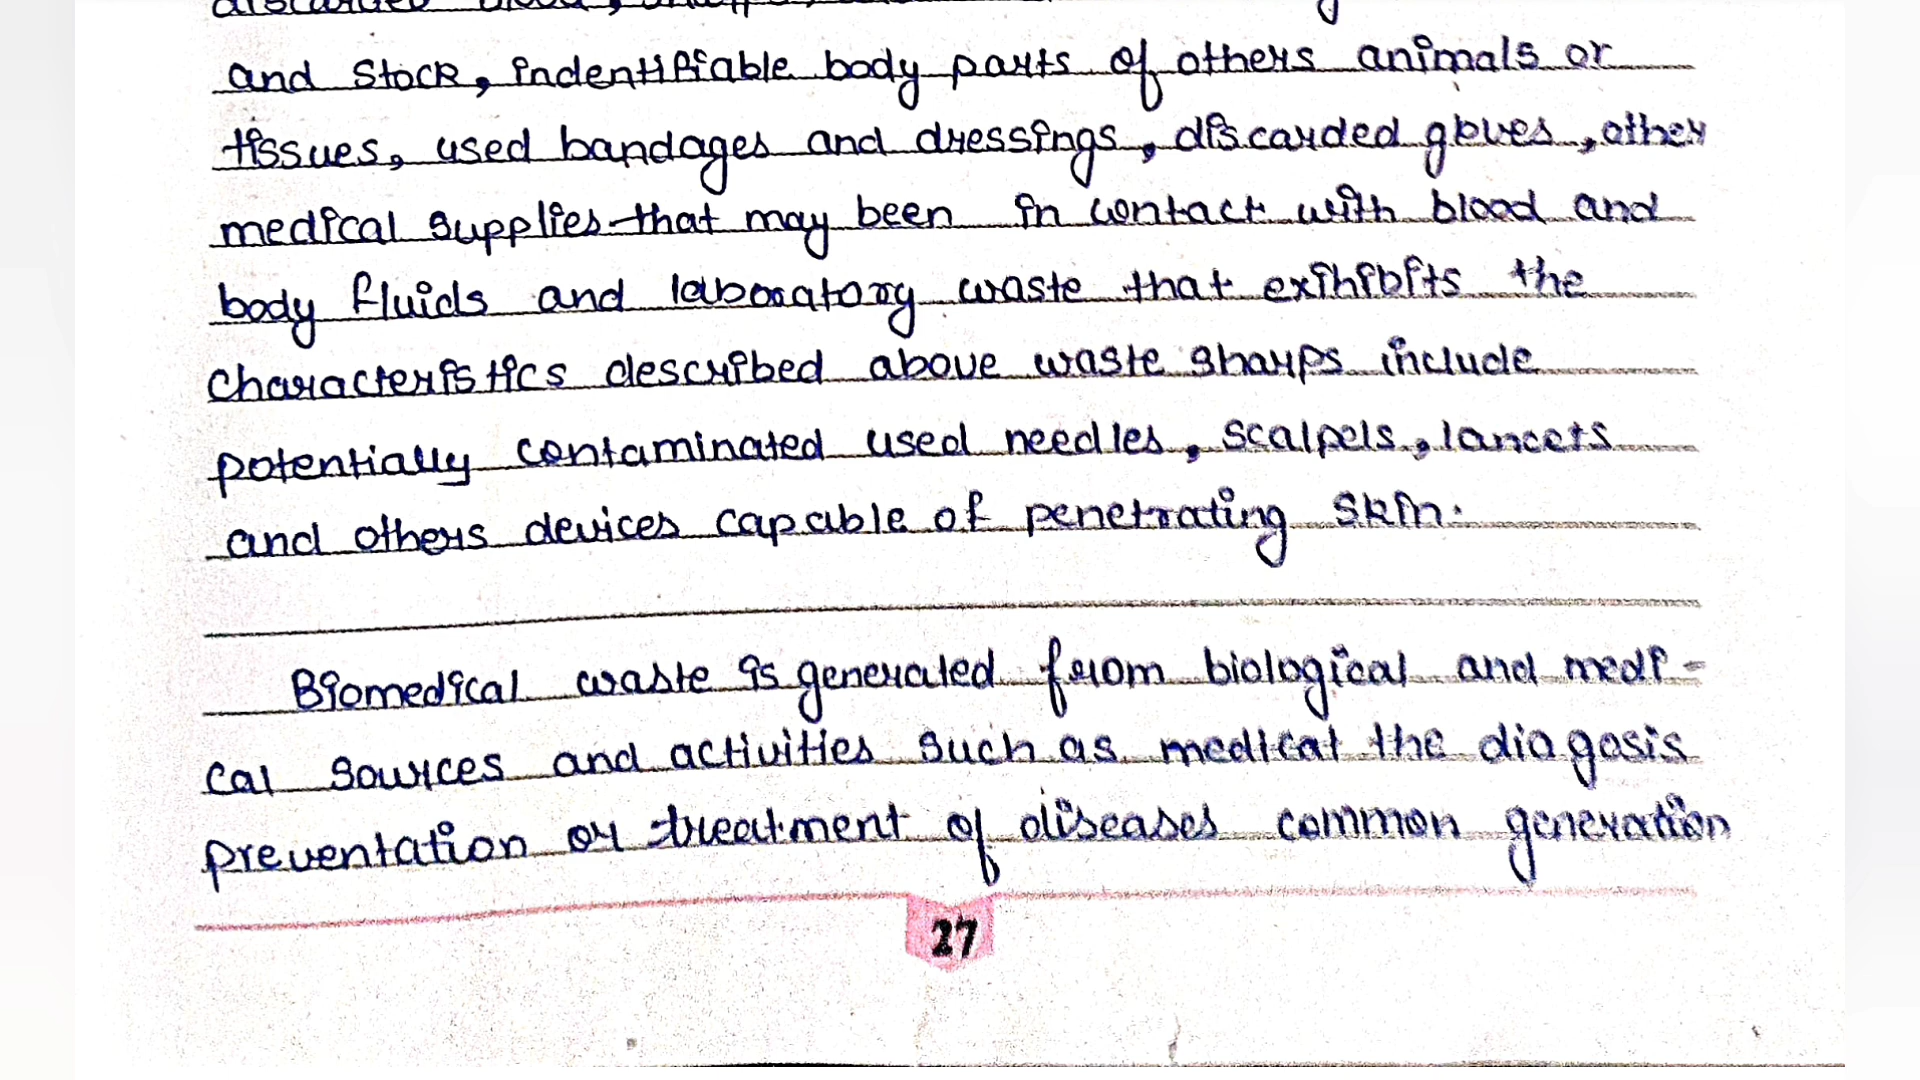 and stock, indentifiable body parts of others animals or
tissues, used bandages and dressings, discarded gloves, other
medical supplies that may been in contact with blood and
body fluids and laboratory waste that exihibits the
characteristics described above waste sharps include
potentially contaminated used needles, scalpels, lancets
and others devices capable of penetrating skin.
Biomedical waste is generated from biological and medi-
cal sources and activities such as medical the diagosis
preventation or treatment of diseases common generation
27